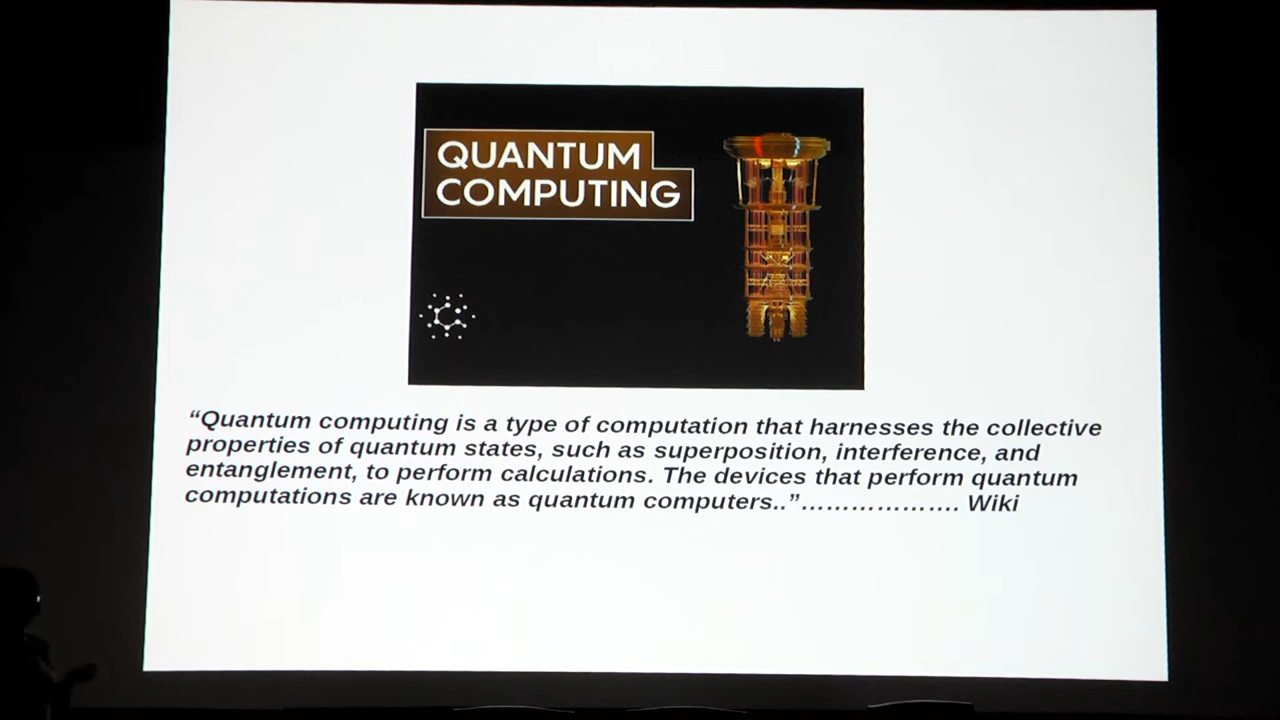 QUANTUM
COMPUTING
“Quantum computing is a type of computation that harnesses the collective
properties of quantum states, such as superposition, interference, and
entanglement, to perform calculations. The devices that perform quantum
computations are known as quantum computers..”………………. Wiki